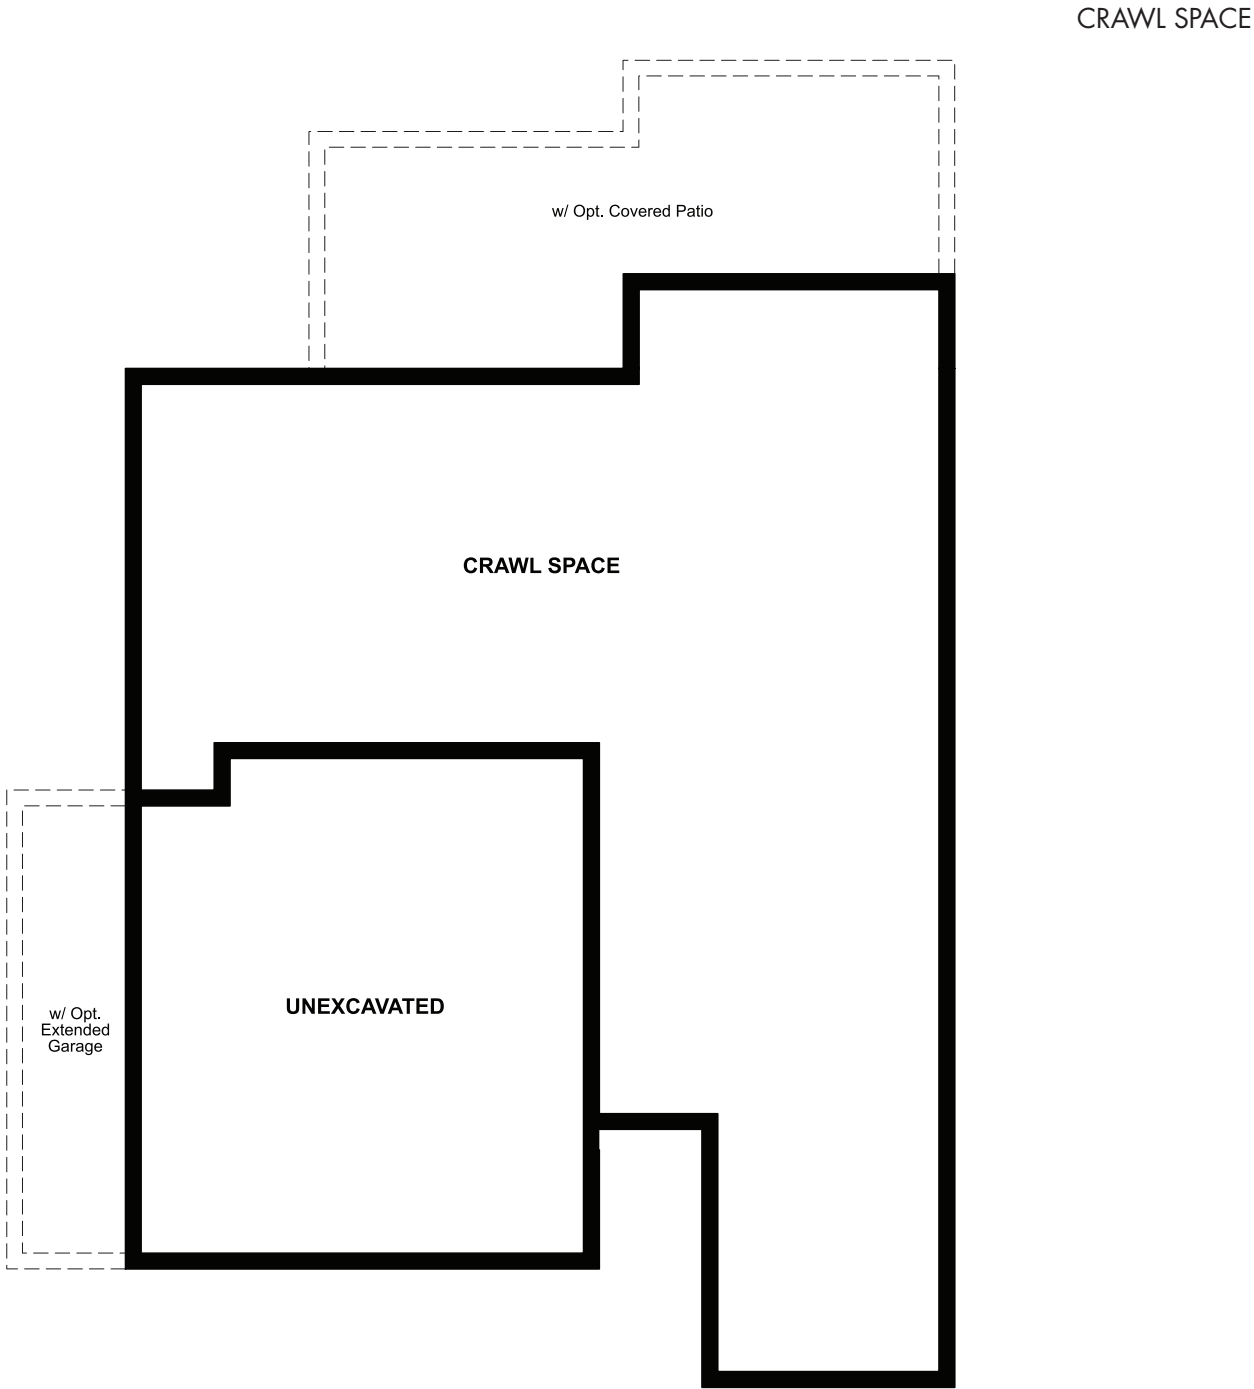 CRAWL SPACE
w/ Opt. Covered Patio
CRAWL SPACE
UNEXCAVATED
w/ Opt.
Extended
Garage